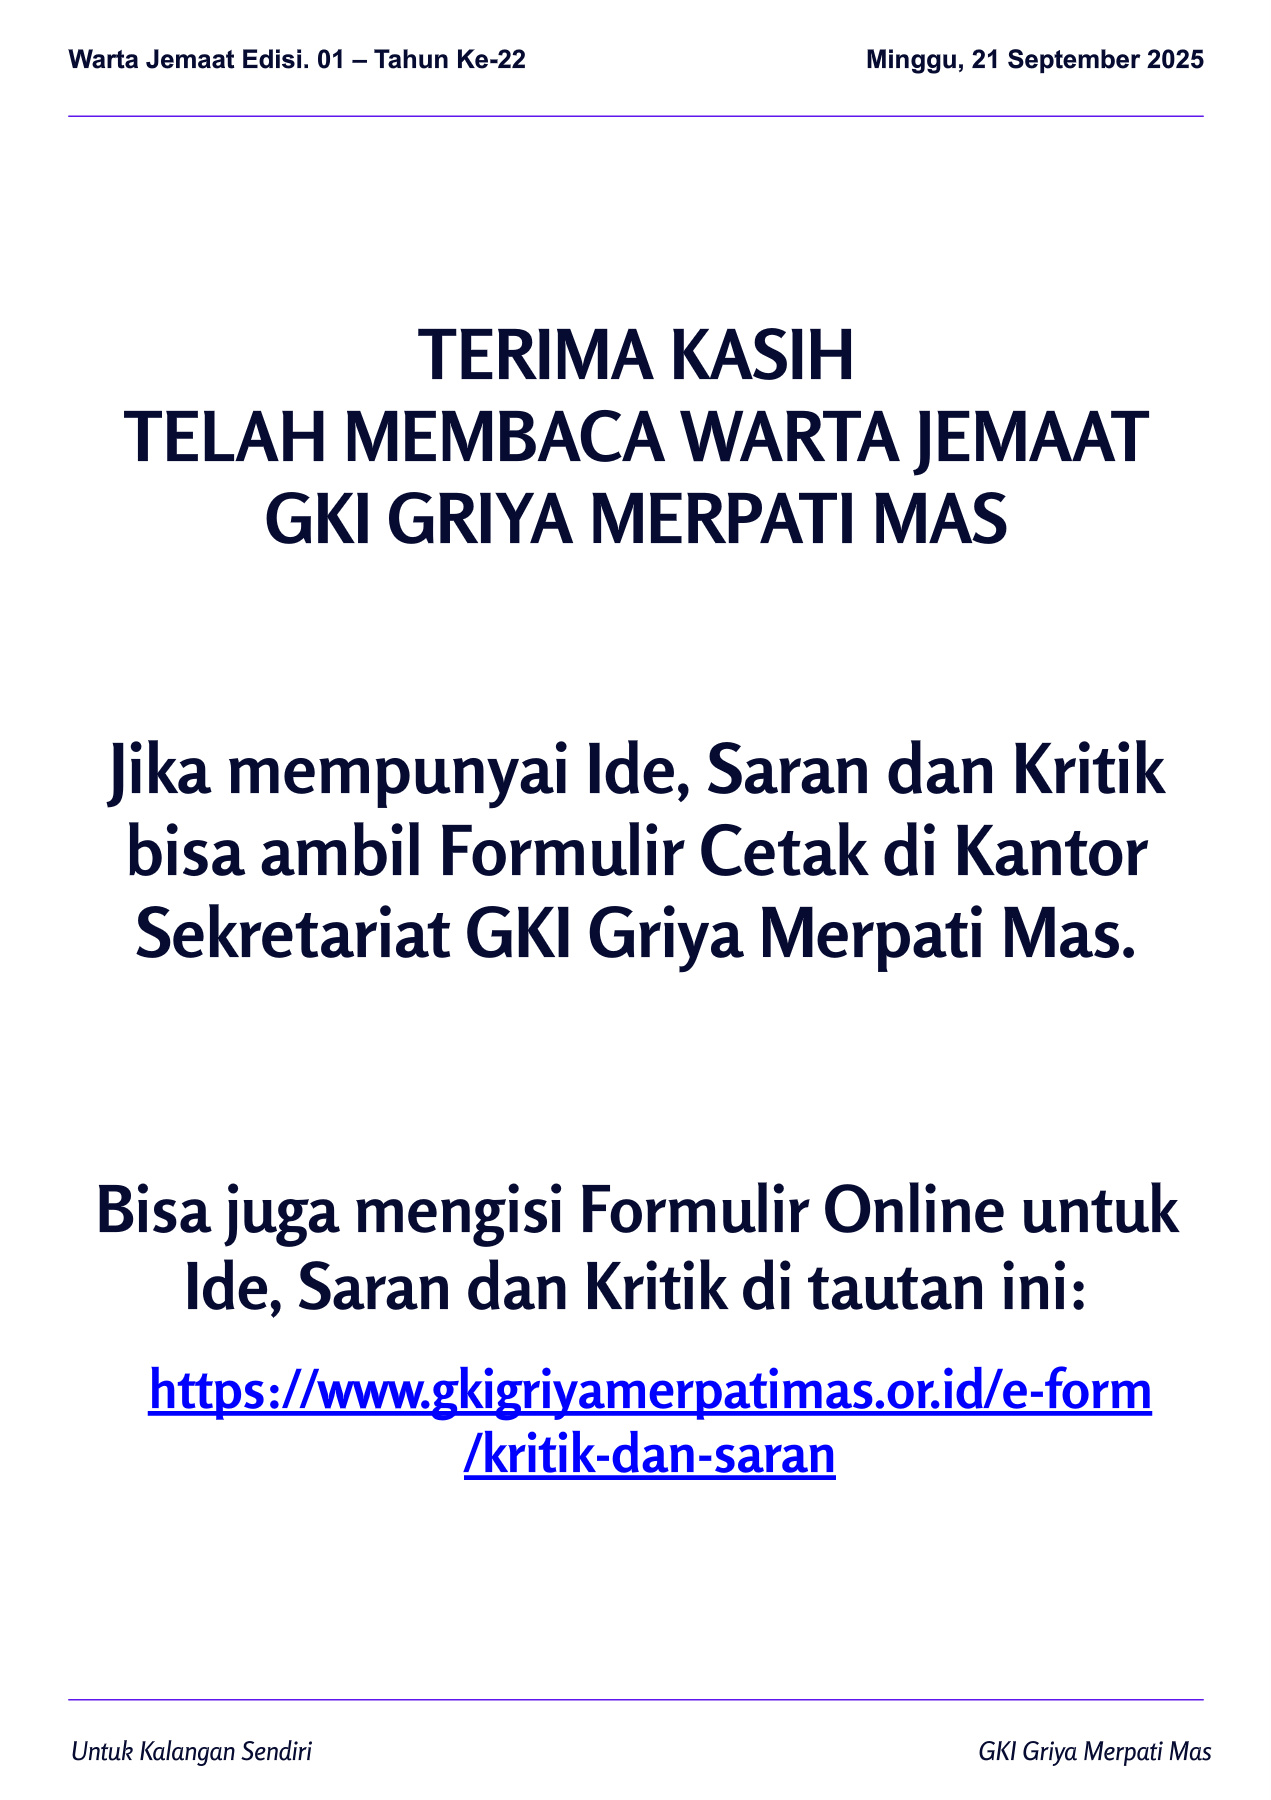 Warta Jemaat Edisi. 01 – Tahun Ke-22
Minggu, 21 September 2025
TERIMA KASIH
TELAH MEMBACA WARTA JEMAAT
GKI GRIYA MERPATI MAS
Jika mempunyai Ide, Saran dan Kritik
bisa ambil Formulir Cetak di Kantor
Sekretariat GKI Griya Merpati Mas.
Bisa juga mengisi Formulir Online untuk
Ide, Saran dan Kritik di tautan ini:
https://www.gkigriyamerpatimas.or.id/e-form
/kritik-dan-saran
Untuk Kalangan Sendiri
GKI Griya Merpati Mas